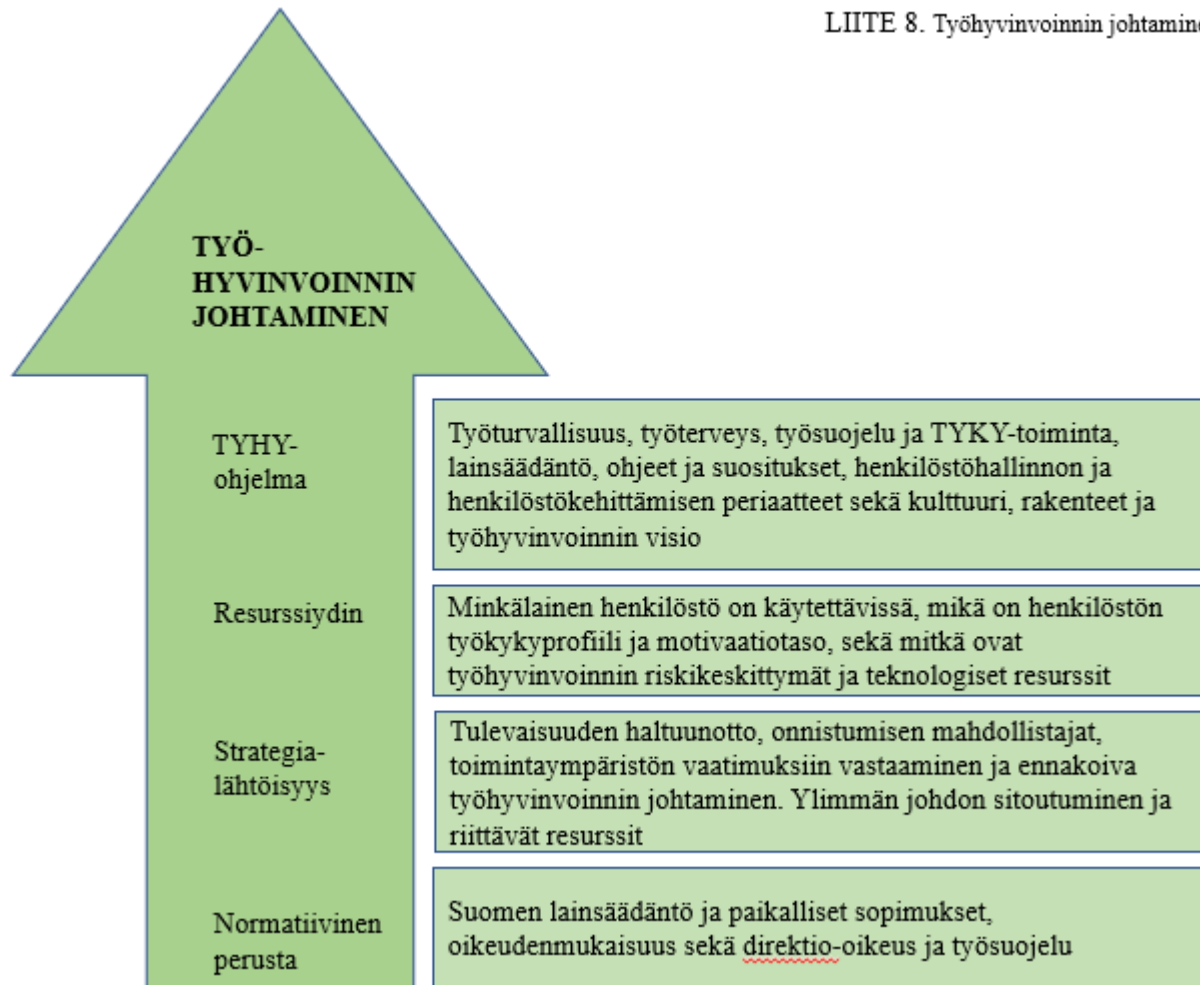 LIITE 8. Työhyvinvoinnin johtamine
TYÖ-
HYVINVOINNIN
JOHTAMINEN
TYHY-
ohjelma
Työturvallisuus, työterveys, työsuojelu ja TYKY-toiminta,
lainsäädäntö, ohjeet ja suositukset, henkilöstöhallinnon ja
henkilöstökehittämisen periaatteet sekä kulttuuri, rakenteet ja
työhyvinvoinnin visio
Resurssiydin
Minkälainen henkilöstö on käytettävissä, mikä on henkilöstön
työkykyprofiili ja motivaatiotaso, sekä mitkä ovat
työhyvinvoinnin riskikeskittymät ja teknologiset resurssit
Strategia-
lähtöisyys
Tulevaisuuden haltuunotto, onnistumisen mahdollistajat,
toimintaympäristön vaatimuksiin vastaaminen ja ennakoiva
työhyvinvoinnin johtaminen. Ylimmän johdon sitoutuminen ja
riittävät resurssit
Normatiivinen
perusta
Suomen lainsäädäntö ja paikalliset sopimukset,
oikeudenmukaisuus sekä direktio-oikeus ja työsuojelu